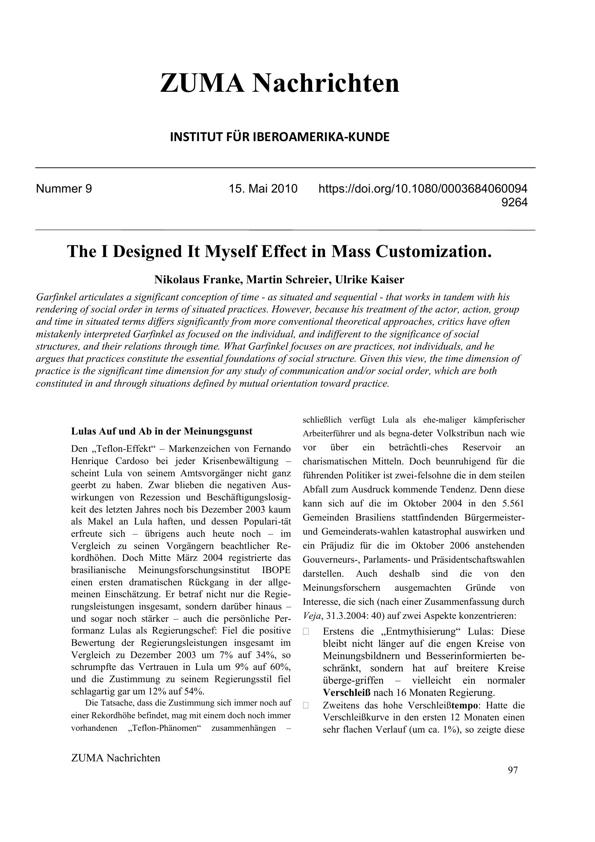 ZUMA Nachrichten
INSTITUT FÜR IBEROAMERIKA-KUNDE
Nummer 9 15. Mai 2010 https://doi.org/10.1080/0003684060094
9264
The I Designed It Myself Effect in Mass Customization.
Nikolaus Franke, Martin Schreier, Ulrike Kaiser
Garfinkel articulates a significant conception of time - as situated and sequential - that works in tandem with his
rendering of social order in terms of situated practices. However, because his treatment of the actor, action, group
and time in situated terms differs significantly from more conventional theoretical approaches, critics have often
mistakenly interpreted Garfinkel as focused on the individual, and indifferent to the significance of social
structures, and their relations through time. What Garfinkel focuses on are practices, not individuals, and he
argues that practices constitute the essential foundations of social structure. Given this view, the time dimension of
practice is the significant time dimension for any study of communication and/or social order, which are both
constituted in and through situations defined by mutual orientation toward practice.
Lulas Auf und Ab in der Meinungsgunst
Den „Teflon-Effekt“ – Markenzeichen von Fernando
Henrique Cardoso bei jeder Krisenbewältigung –
scheint Lula von seinem Amtsvorgänger nicht ganz
geerbt zu haben. Zwar blieben die negativen Aus-
wirkungen von Rezession und Beschäftigungslosig-
keit des letzten Jahres noch bis Dezember 2003 kaum
als Makel an Lula haften, und dessen Populari-tät
erfreute sich – übrigens auch heute noch – im
Vergleich zu seinen Vorgängern beachtlicher Re-
kordhöhen. Doch Mitte März 2004 registrierte das
brasilianische Meinungsforschungsinstitut IBOPE
einen ersten dramatischen Rückgang in der allge-
meinen Einschätzung. Er betraf nicht nur die Regie-
rungsleistungen insgesamt, sondern darüber hinaus –
und sogar noch stärker – auch die persönliche Per-
formanz Lulas als Regierungschef: Fiel die positive
Bewertung der Regierungsleistungen insgesamt im
Vergleich zu Dezember 2003 um 7% auf 34%, so
schrumpfte das Vertrauen in Lula um 9% auf 60%,
und die Zustimmung zu seinem Regierungsstil fiel
schlagartig gar um 12% auf 54%.
Die Tatsache, dass die Zustimmung sich immer noch auf
einer Rekordhöhe befindet, mag mit einem doch noch immer
vorhandenen „Teflon-Phänomen“ zusammenhängen –
schließlich verfügt Lula als ehe-maliger kämpferischer
Arbeiterführer und als begna-deter Volkstribun nach wie
vor über ein beträchtli-ches Reservoir an
charismatischen Mitteln. Doch beunruhigend für die
führenden Politiker ist zwei-felsohne die in dem steilen
Abfall zum Ausdruck kommende Tendenz. Denn diese
kann sich auf die im Oktober 2004 in den 5.561
Gemeinden Brasiliens stattfindenden Bürgermeister-
und Gemeinderats-wahlen katastrophal auswirken und
ein Präjudiz für die im Oktober 2006 anstehenden
Gouverneurs-, Parlaments- und Präsidentschaftswahlen
darstellen. Auch deshalb sind die von den
Meinungsforschern ausgemachten Gründe von
Interesse, die sich (nach einer Zusammenfassung durch
Veja, 31.3.2004: 40) auf zwei Aspekte konzentrieren:
Erstens die „Entmythisierung“ Lulas: Diese
bleibt nicht länger auf die engen Kreise von
Meinungsbildnern und Besserinformierten be-
schränkt, sondern hat auf breitere Kreise
überge-griffen – vielleicht ein normaler
Verschleiß nach 16 Monaten Regierung.
Zweitens das hohe Verschleißtempo: Hatte die
Verschleißkurve in den ersten 12 Monaten einen
sehr flachen Verlauf (um ca. 1%), so zeigte diese
ZUMA Nachrichten
97